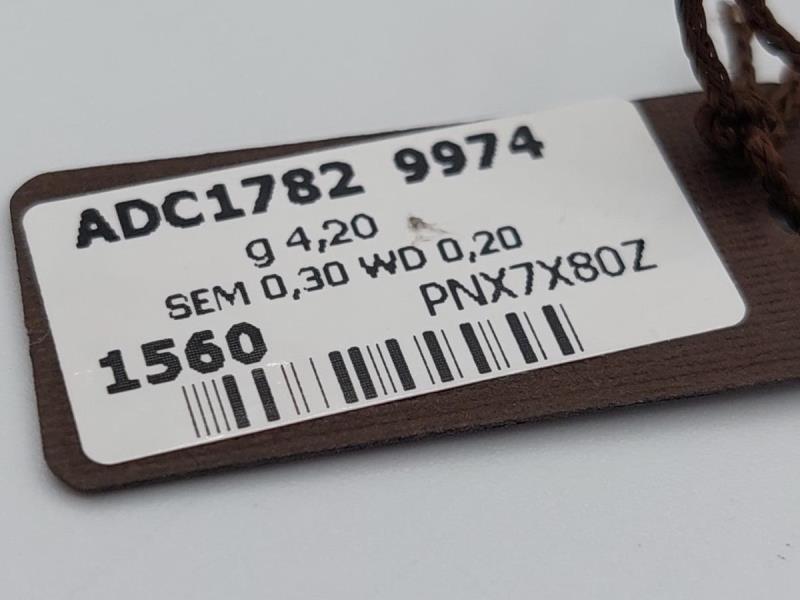 ADC1782 9974
g 4,20
SEM 0,30 WD 0,20
PNX7X80Z
1560